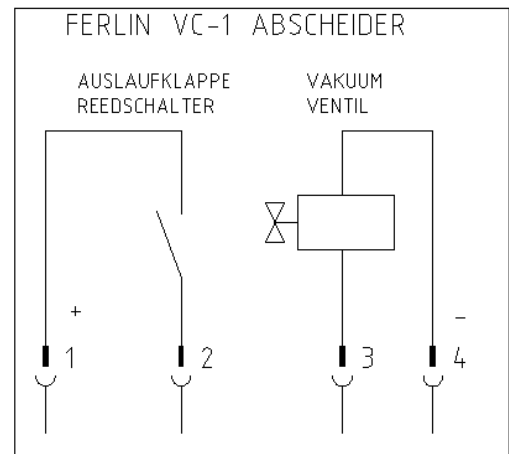 FERLIN VC-1 ABSCHEIDER
AUSLAUFKLAPPE
REEDSCHALTER
VAKUUM
VENTIL
+
-
1
2
3
4